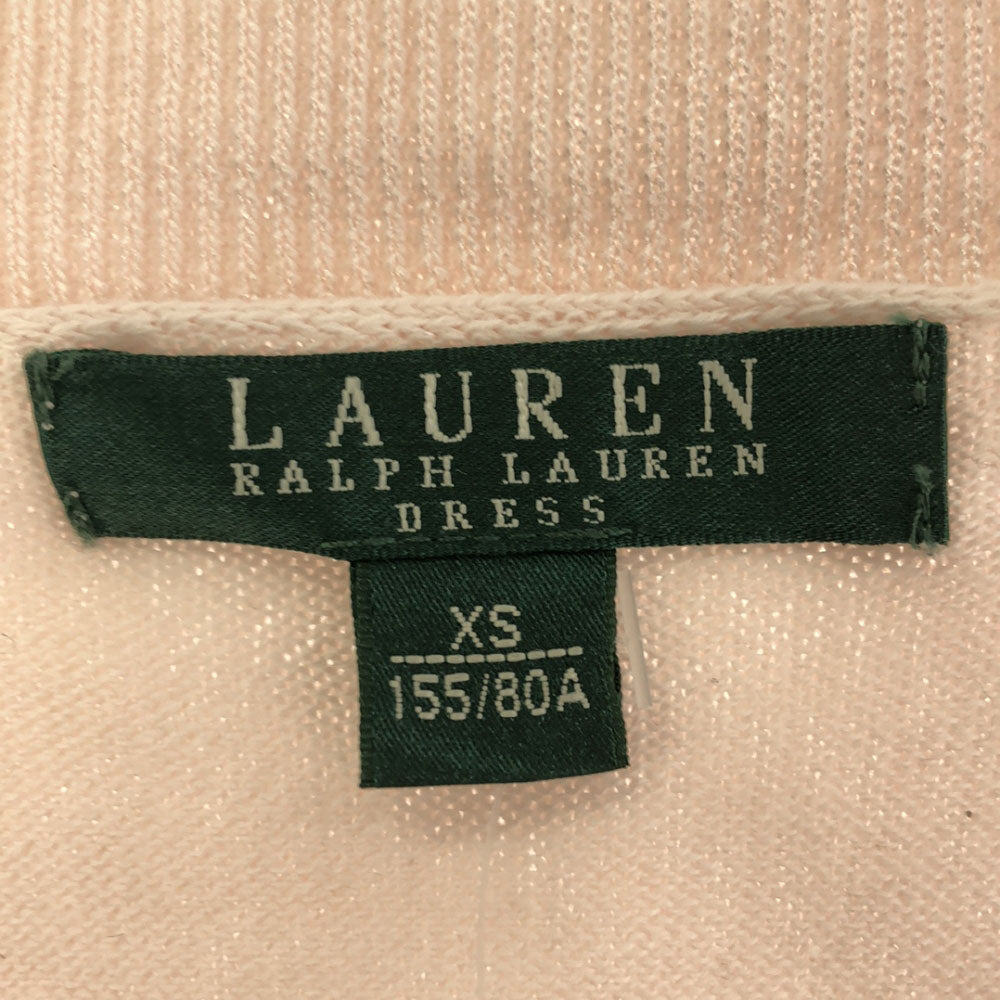 LAUREN
RALPH LAUREN
DRESS
XS
155/80A